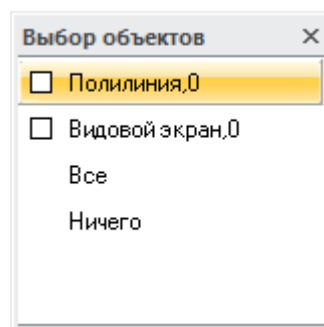 Выбор объектов
Полилиния,0
Видовой экран,0
Все
Ничего